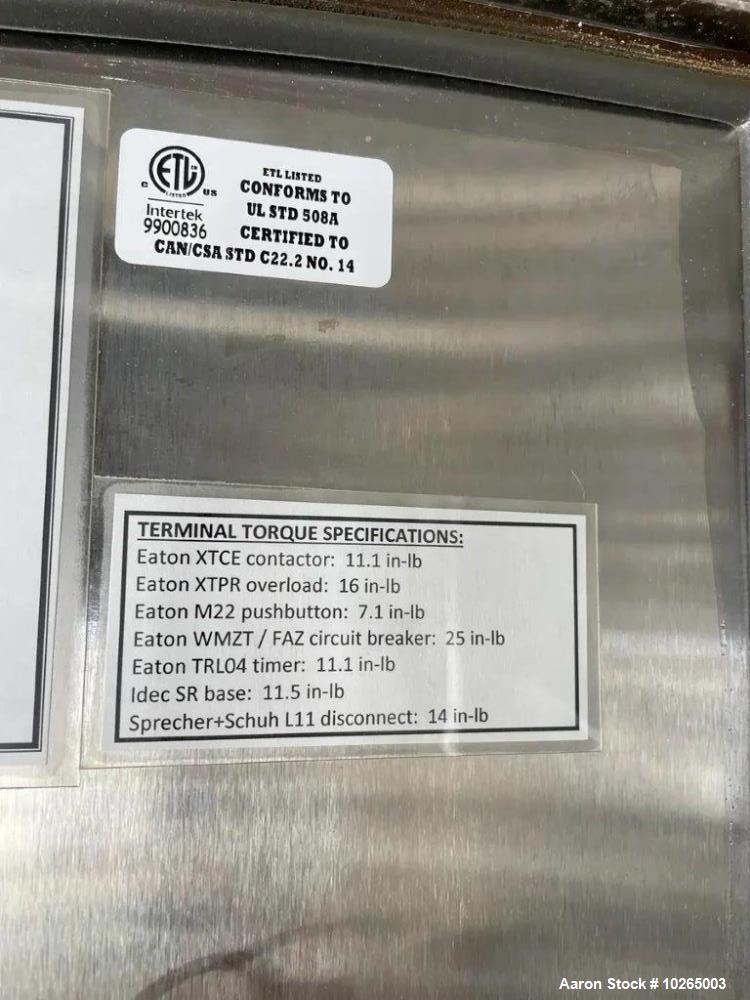 ETL
CM
LISTED
C
US
Intertek
9900836
ETL LISTED
CONFORMS TO
UL STD 508A
CERTIFIED TO
CAN/CSA STD C22.2 NO. 14
TERMINAL TORQUE SPECIFICATIONS:
Eaton XTCE contactor: 11.1 in-lb
Eaton XTPR overload: 16 in-lb
Eaton M22 pushbutton: 7.1 in-lb
Eaton WMZT / FAZ circuit breaker: 25 in-lb
Eaton TRL04 timer: 11.1 in-lb
Idec SR base: 11.5 in-lb
Sprecher+Schuh L11 disconnect: 14 in-lb
Aaron Stock # 10265003